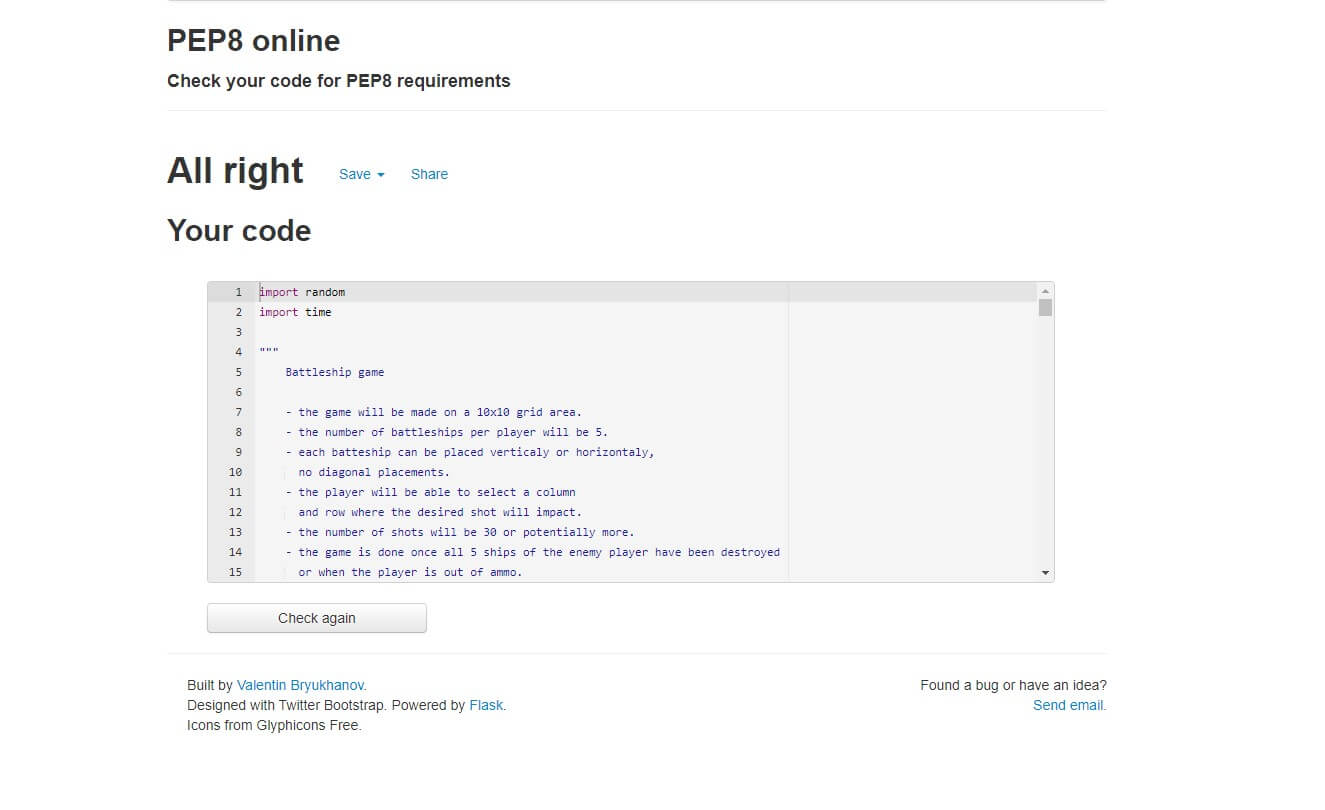 PEP8 online
Check your code for PEP8 requirements
All right Save Share
Your code
1 import random
2 import time
3
4 """
5 Battleship game
6
7 - the game will be made on a 10x10 grid area.
8 - the number of battleships per player will be 5.
9 - each batteship can be placed verticaly or horizontaly,
10 no diagonal placements.
11 - the player will be able to select a column
12 and row where the desired shot will impact.
13 - the number of shots will be 30 or potentially more.
14 - the game is done once all 5 ships of the enemy player have been destroyed
15 or when the player is out of ammo.
Check again
Built by Valentin Bryukhanov. Found a bug or have an idea?
Designed with Twitter Bootstrap. Powered by Flask. Send email.
Icons from Glyphicons Free.